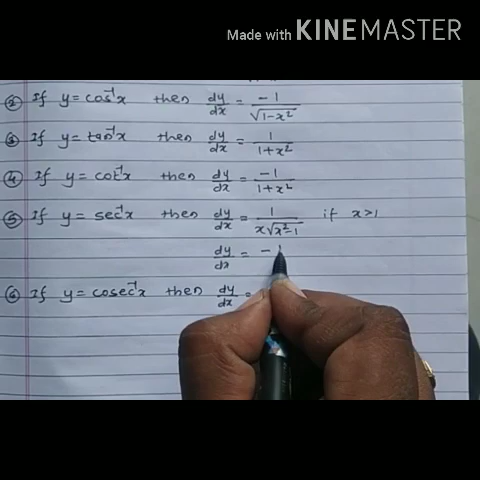 Made with KINEMASTER
② If y = cos⁻¹x then dy/dx = -1/√(1-x²)
③ If y = tan⁻¹x then dy/dx = 1/(1+x²)
④ If y = cot⁻¹x then dy/dx = -1/(1+x²)
⑤ If y = sec⁻¹x then dy/dx = 1/(x√(x²-1)) if x>1
dy/dx = -1
⑥ If y = cosec⁻¹x then dy/dx =